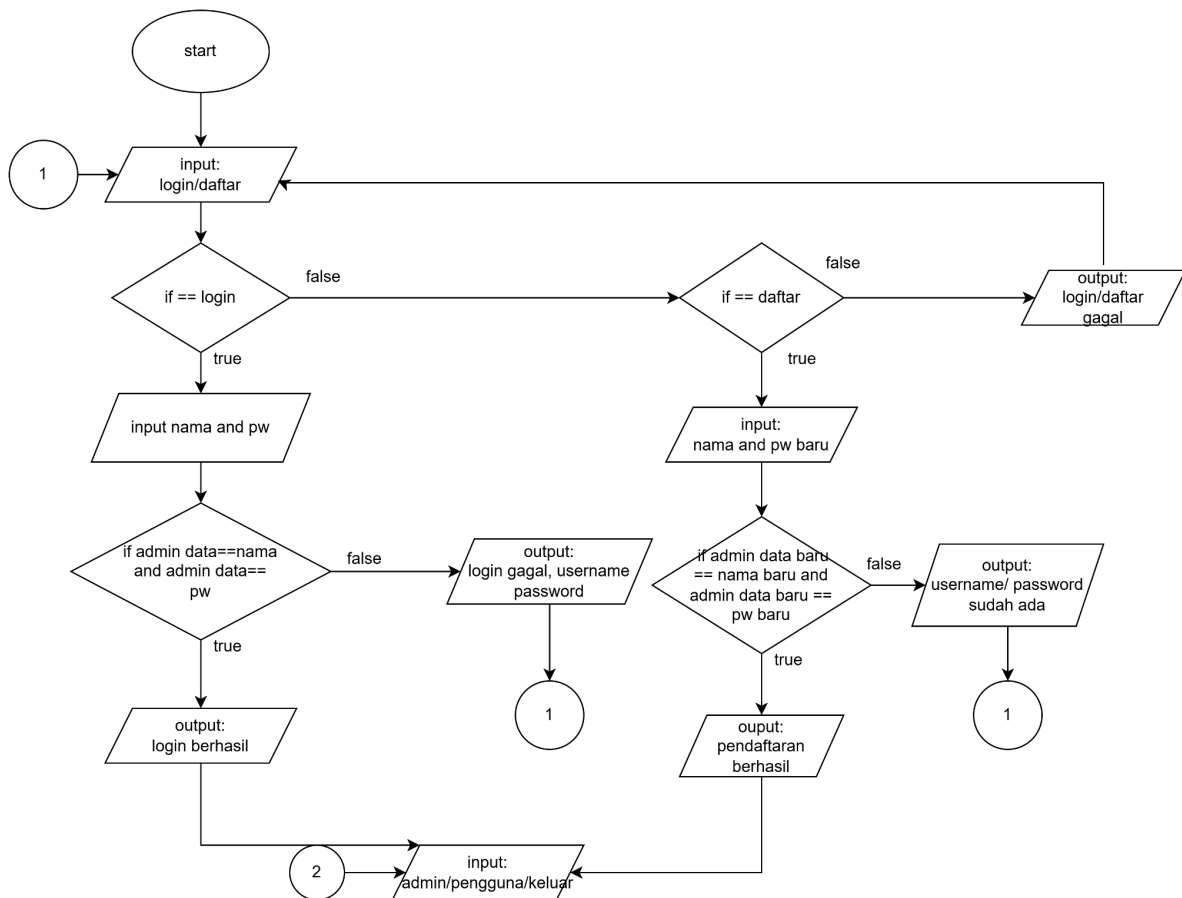 start
1
input:
login/daftar
if == login
false
if == daftar
false
output:
login/daftar
gagal
true
true
input nama and pw
input:
nama and pw baru
if admin data==nama
and admin data==
pw
false
output:
login gagal, username
password
if admin data baru
== nama baru and
admin data baru ==
pw baru
false
output:
username/ password
sudah ada
true
true
1
1
output:
login berhasil
ouput:
pendaftaran
berhasil
2
input:
admin/pengguna/keluar